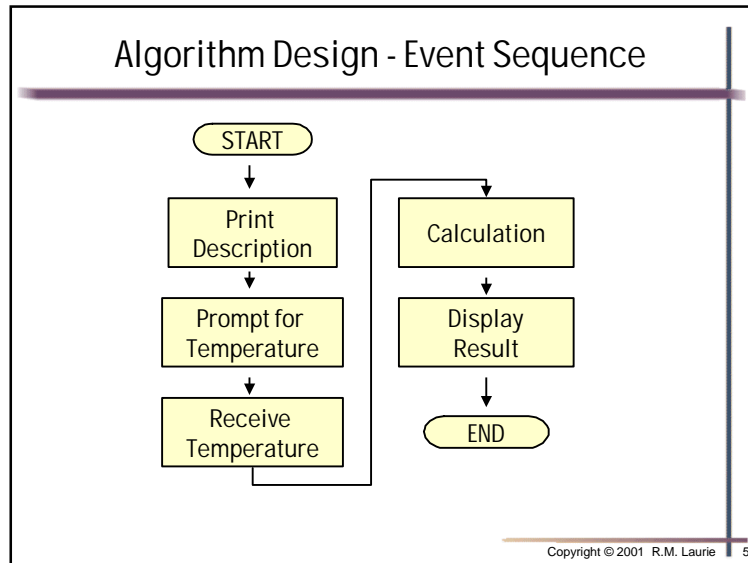 Algorithm Design - Event Sequence
START
Print
Description
Prompt for
Temperature
Receive
Temperature
Calculation
Display
Result
END
Copyright © 2001 R.M. Laurie 5